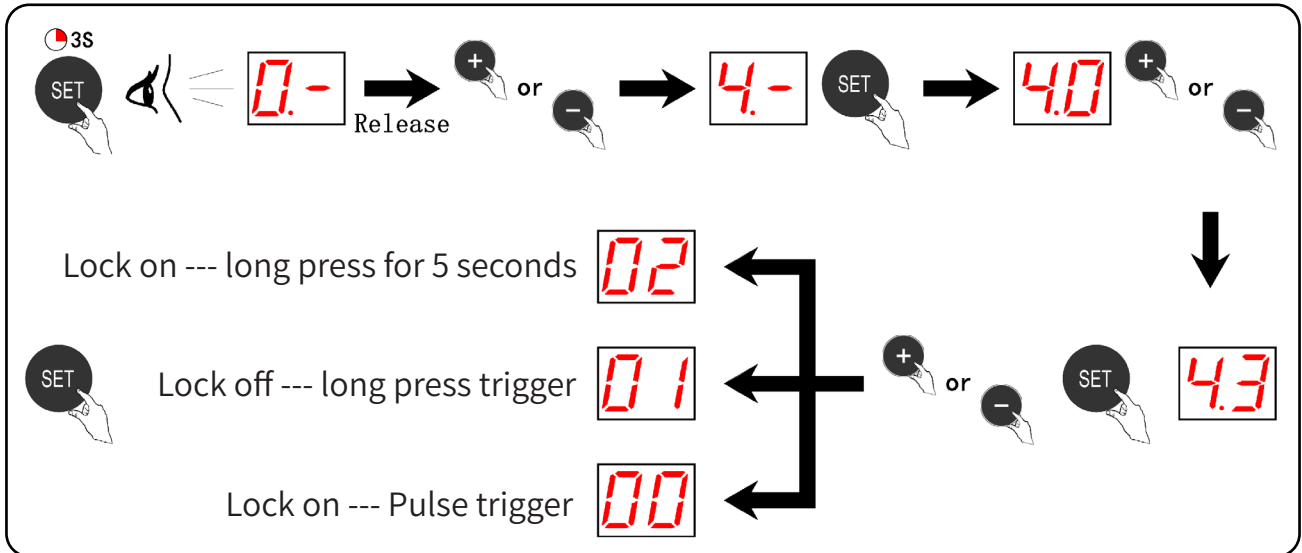 3S
SET 0.- Release + or - 4.- SET 4.0 + or -
Lock on --- long press for 5 seconds 02
SET Lock off --- long press trigger 01 + or - SET 4.3
Lock on --- Pulse trigger 00